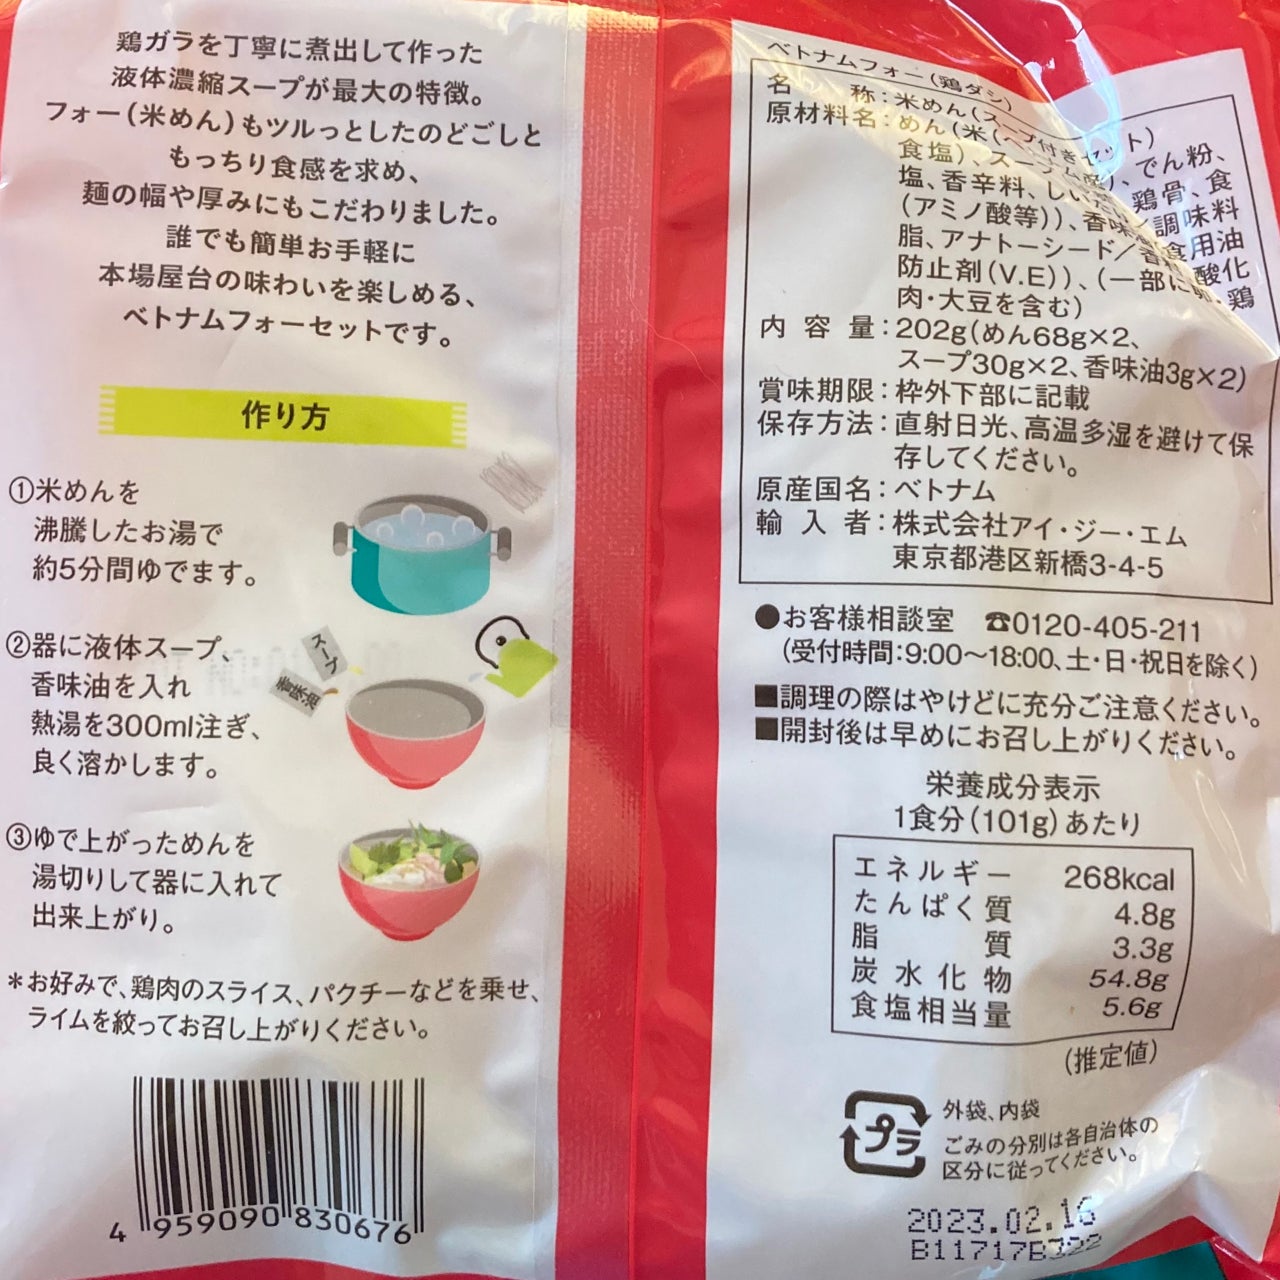 鶏ガラを丁寧に煮出して作った
液体濃縮スープが最大の特徴。
フォー(米めん)もツルっとしたのどごしと
もっちり食感を求め、
麺の幅や厚みにもこだわりました。
誰でも簡単お手軽に
本場屋台の味わいを楽しめる、
ベトナムフォーセットです。
作り方
①米めんを
沸騰したお湯で
約5分間ゆでます。
②器に液体スープ、
香味油を入れ
熱湯を300ml注ぎ、
良く溶かします。
スープ
香味油
③ゆで上がっためんを
湯切りして器に入れて
出来上がり。
*お好みで、鶏肉のスライス、パクチーなどを乗せ、
ライムを絞ってお召し上がりください。
4 959090 830676
ベトナムフォー(鶏ダシ)
名称:米めん(スープ付きセット)
原材料名:めん(米(、でん粉、
食塩)、スープ鶏骨、食
塩、香辛料、調味料
(アミノ酸等))、香味食用油
脂、アナトーシード/酸化
防止剤(V.E))、(一部に・鶏
肉・大豆を含む)
内容量:202g(めん68g×2、
スープ30g×2、香味油3g×2)
賞味期限:枠外下部に記載
保存方法:直射日光、高温多湿を避けて保
存してください。
原産国名:ベトナム
輸入者:株式会社アイ・ジー・エム
東京都港区新橋3-4-5
●お客様相談室 ☎0120-405-211
(受付時間:9:00〜18:00、土・日・祝日を除く)
■調理の際はやけどに充分ご注意ください。
■開封後は早めにお召し上がりください。
栄養成分表示
1食分(101g)あたり
エネルギー 268kcal
たんぱく質 4.8g
脂質 3.3g
炭水化物 54.8g
食塩相当量 5.6g
(推定値)
プラ
外袋、内袋
ごみの分別は各自治体の
区分に従ってください。
2023.02.16
B11717B322